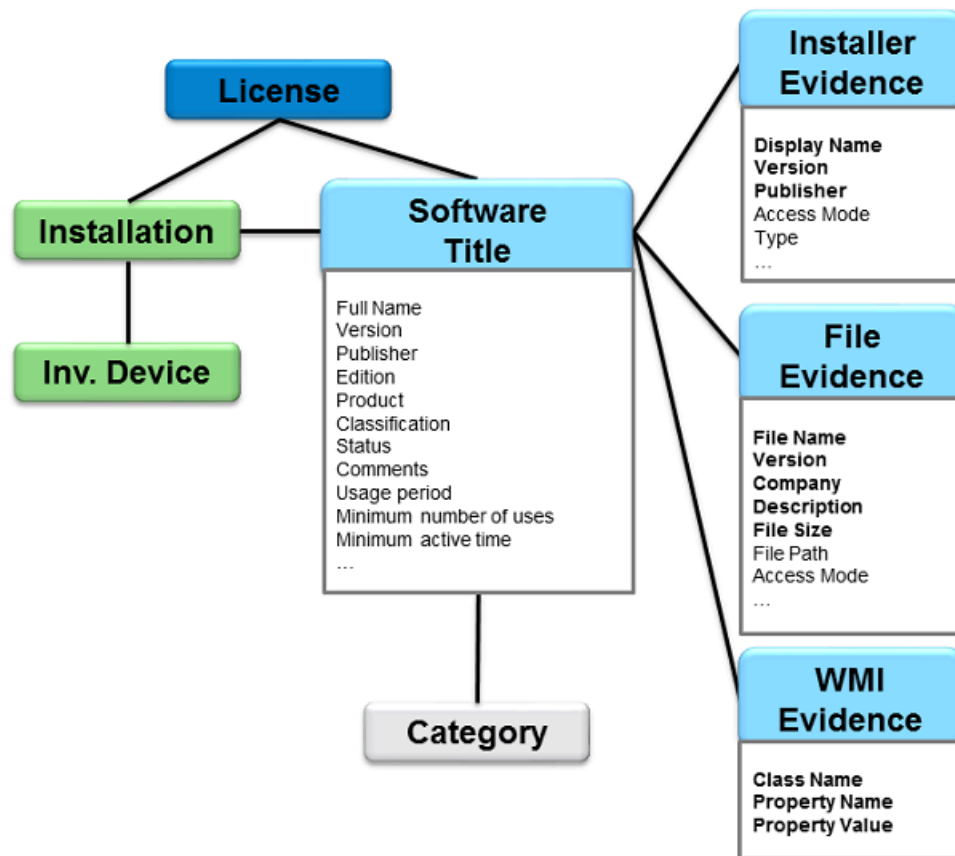 License
Installation
Inv. Device
Software
Title
Full Name
Version
Publisher
Edition
Product
Classification
Status
Comments
Usage period
Minimum number of uses
Minimum active time
...
Category
Installer
Evidence
Display Name
Version
Publisher
Access Mode
Type
...
File
Evidence
File Name
Version
Company
Description
File Size
File Path
Access Mode
...
WMI
Evidence
Class Name
Property Name
Property Value